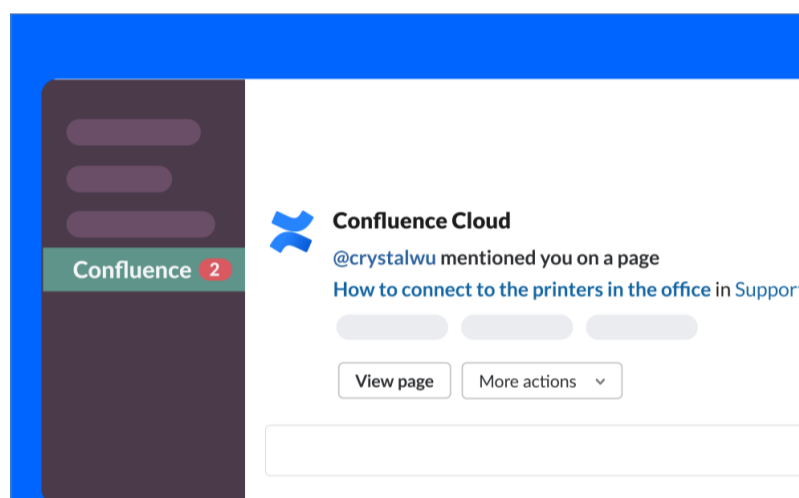 Confluence 2
Confluence Cloud
@crystalwu mentioned you on a page
How to connect to the printers in the office in Suppor
View page
More actions